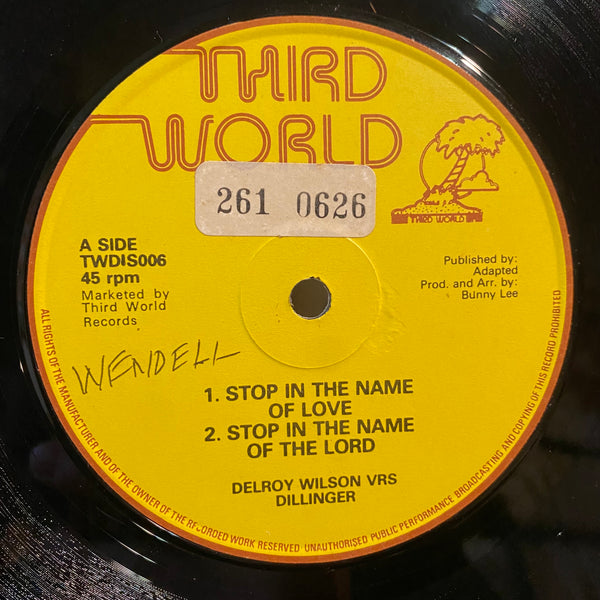 THIRD
WORLD
THIRD WORLD
261 0626
A SIDE
TWDIS006
45 rpm
Marketed by
Third World
Records
Published by:
Adapted
Prod. and Arr. by:
Bunny Lee
WENDELL
1. STOP IN THE NAME
OF LOVE
2. STOP IN THE NAME
OF THE LORD
DELROY WILSON VRS
DILLINGER
ALL RIGHTS OF THE MANUFACTURER AND OF THE OWNER OF THE RECORDED WORK RESERVED UNAUTHORISED PUBLIC PERFORMANCE BROADCASTING AND COPYING OF THIS RECORD PROHIBITED